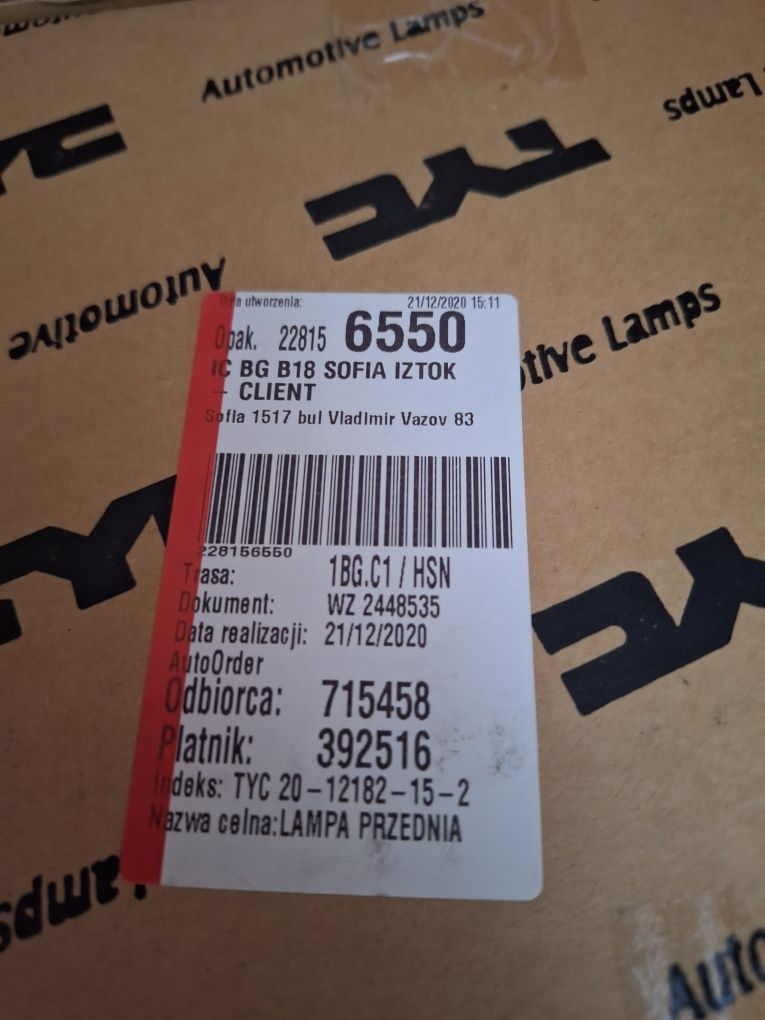 Automotive Lamps
Lamps
TYC
TYC
Automotive
Data utworzenia: 21/12/2020 15:11
Opak. 22815 6550
IC BG B18 SOFIA IZTOK
-- CLIENT
Sofia 1517 bul Vladimir Vazov 83
228156550
Trasa: 1BG.C1 / HSN
Dokument: WZ 2448535
Data realizacji: 21/12/2020
AutoOrder
Odbiorca: 715458
Płatnik: 392516
Indeks: TYC 20-12182-15-2
Nazwa celna:LAMPA PRZEDNIA
otive Lamps
TYC
TYC
Lamps
Auto